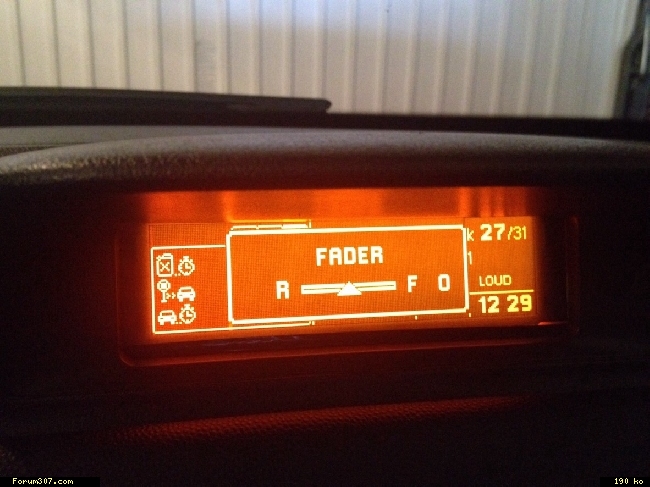 FADER
R F 0
k 27/31
1
LOUD
12 29
Forum307.com
190 ko